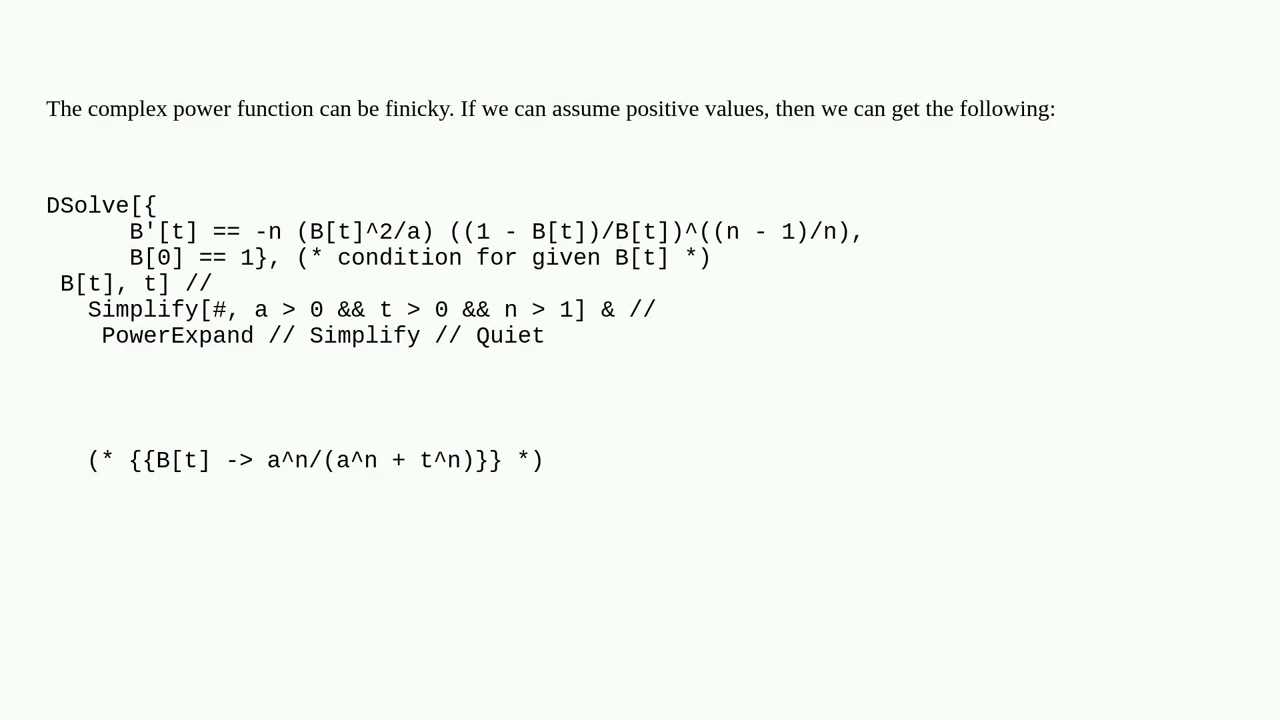 The complex power function can be finicky. If we can assume positive values, then we can get the following:
DSolve[{
B'[t] == -n (B[t]^2/a) ((1 - B[t])/B[t])^((n - 1)/n),
B[0] == 1}, (* condition for given B[t] *)
B[t], t] //
Simplify[#, a > 0 && t > 0 && n > 1] & //
PowerExpand // Simplify // Quiet
(* {{B[t] -> a^n/(a^n + t^n)}} *)